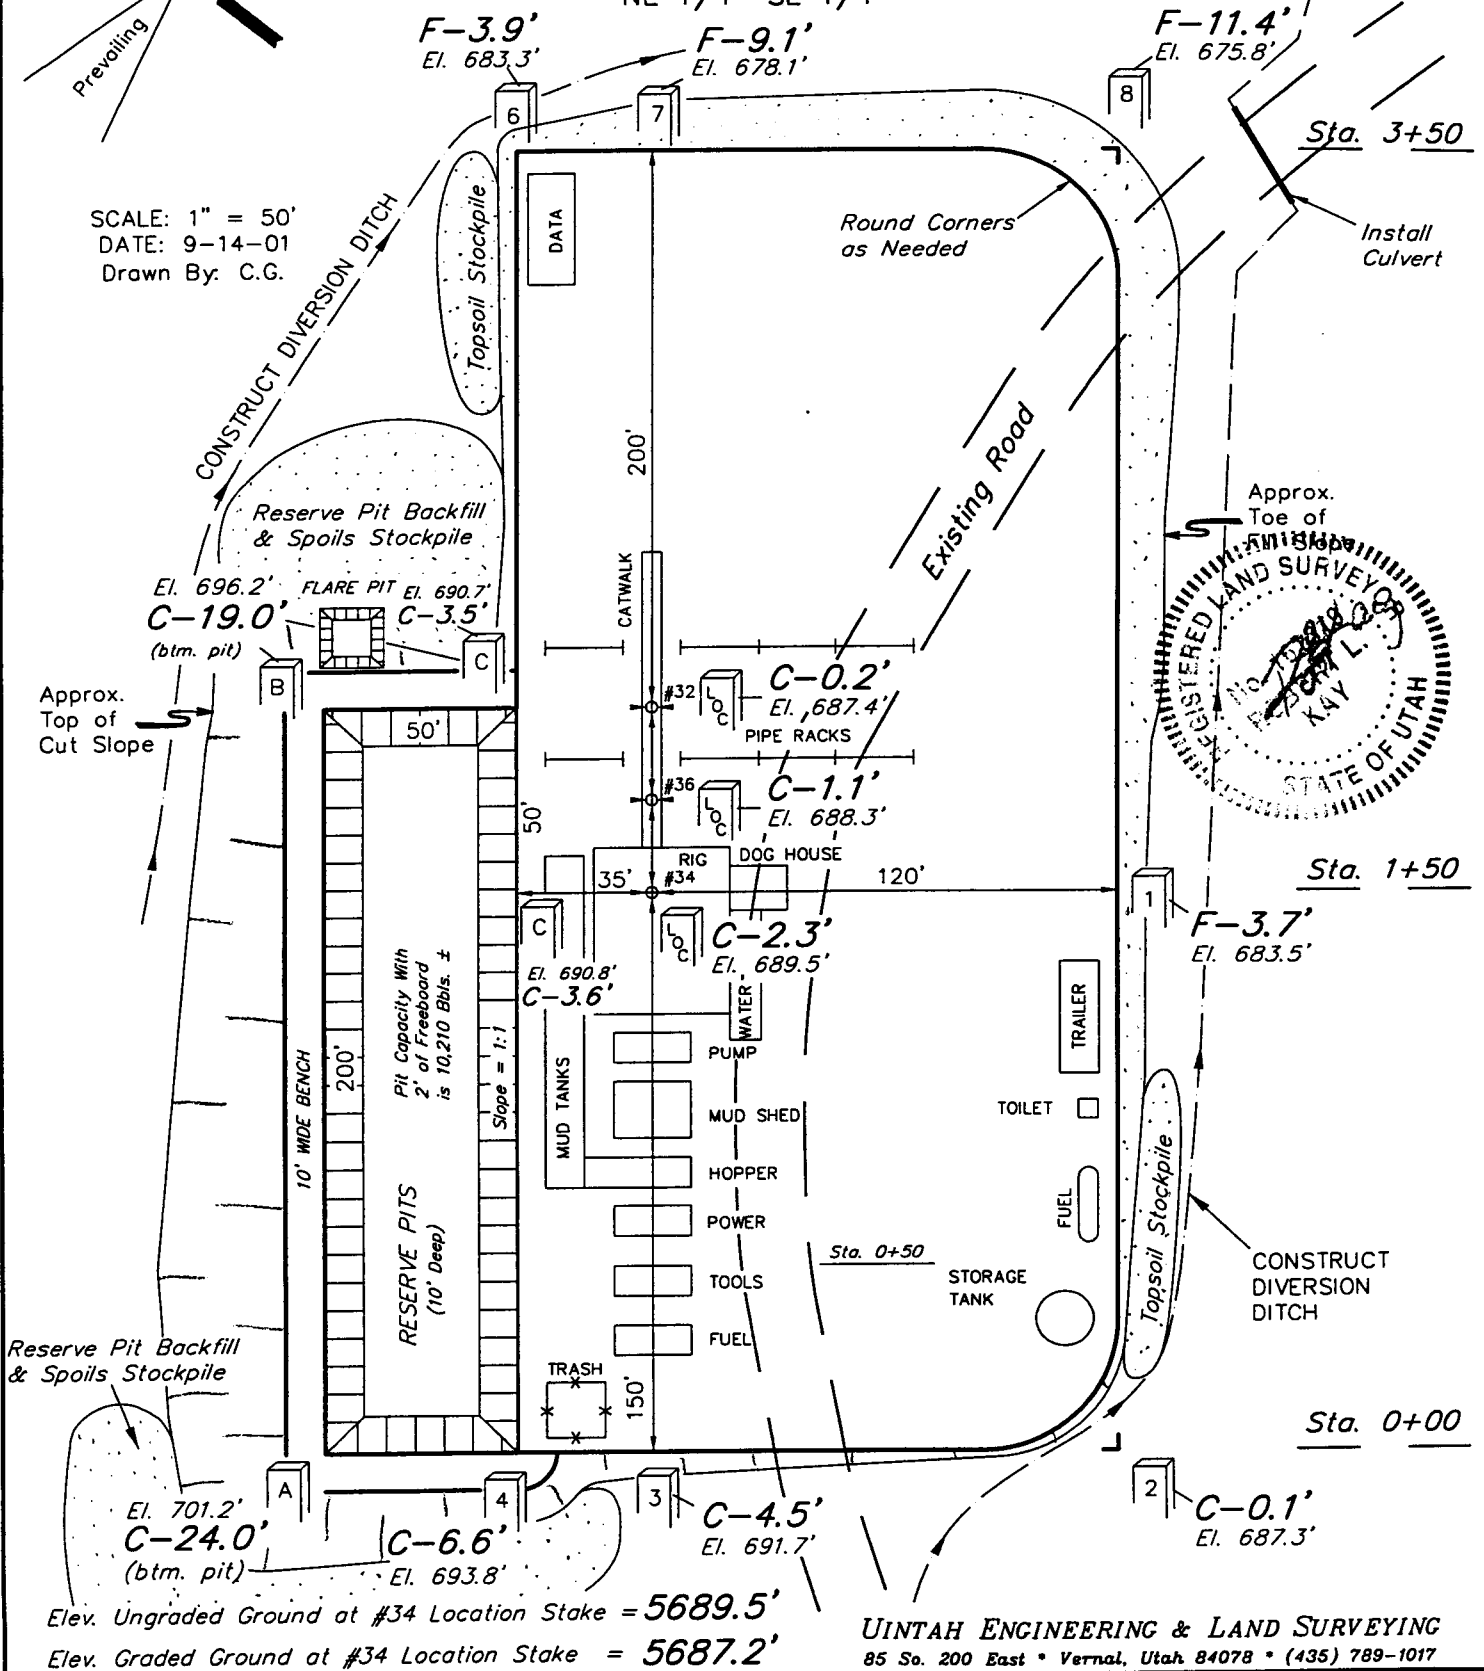 Prevailing
F-3.9'
El. 683.3'
F-9.1'
El. 678.1'
F-11.4'
El. 675.8'
6
7
8
Sta. 3+50
SCALE: 1" = 50'
DATE: 9-14-01
Drawn By: C.G.
CONSTRUCT DIVERSION DITCH
Topsoil Stockpile
DATA
Round Corners
as Needed
Install
Culvert
200'
Existing Road
Reserve Pit Backfill
& Spoils Stockpile
Approx.
Toe of
Fill Slope
REGISTERED LAND SURVEYOR
No.
ROBERT L.
KAY
STATE OF UTAH
El. 696.2'
C-19.0'
(btm. pit)
FLARE PIT
El. 690.7'
C-3.5'
CATWALK
B
C
Approx.
Top of
Cut Slope
#32
LOC
C-0.2'
El. 687.4'
PIPE RACKS
50'
50'
#36
LOC
C-1.1'
El. 688.3'
RIG
DOG HOUSE
Sta. 1+50
35'
#34
120'
1
C
LOC
C-2.3'
El. 689.5'
F-3.7'
El. 683.5'
El. 690.8'
C-3.6'
WATER
TRAILER
Pit Capacity With
2' of Freeboard
is 10,210 Bbls. ±
Slope = 1:1
10' WIDE BENCH
200'
MUD TANKS
PUMP
MUD SHED
TOILET
HOPPER
POWER
FUEL
Topsoil Stockpile
RESERVE PITS
(10' Deep)
Sta. 0+50
TOOLS
STORAGE
TANK
CONSTRUCT
DIVERSION
DITCH
FUEL
Reserve Pit Backfill
& Spoils Stockpile
TRASH
150'
Sta. 0+00
A
4
3
2
El. 701.2'
C-24.0'
(btm. pit)
C-6.6'
El. 693.8'
C-4.5'
El. 691.7'
C-0.1'
El. 687.3'
Elev. Ungraded Ground at #34 Location Stake = 5689.5'
Elev. Graded Ground at #34 Location Stake = 5687.2'
UINTAH ENGINEERING & LAND SURVEYING
85 So. 200 East * Vernal, Utah 84078 * (435) 789-1017